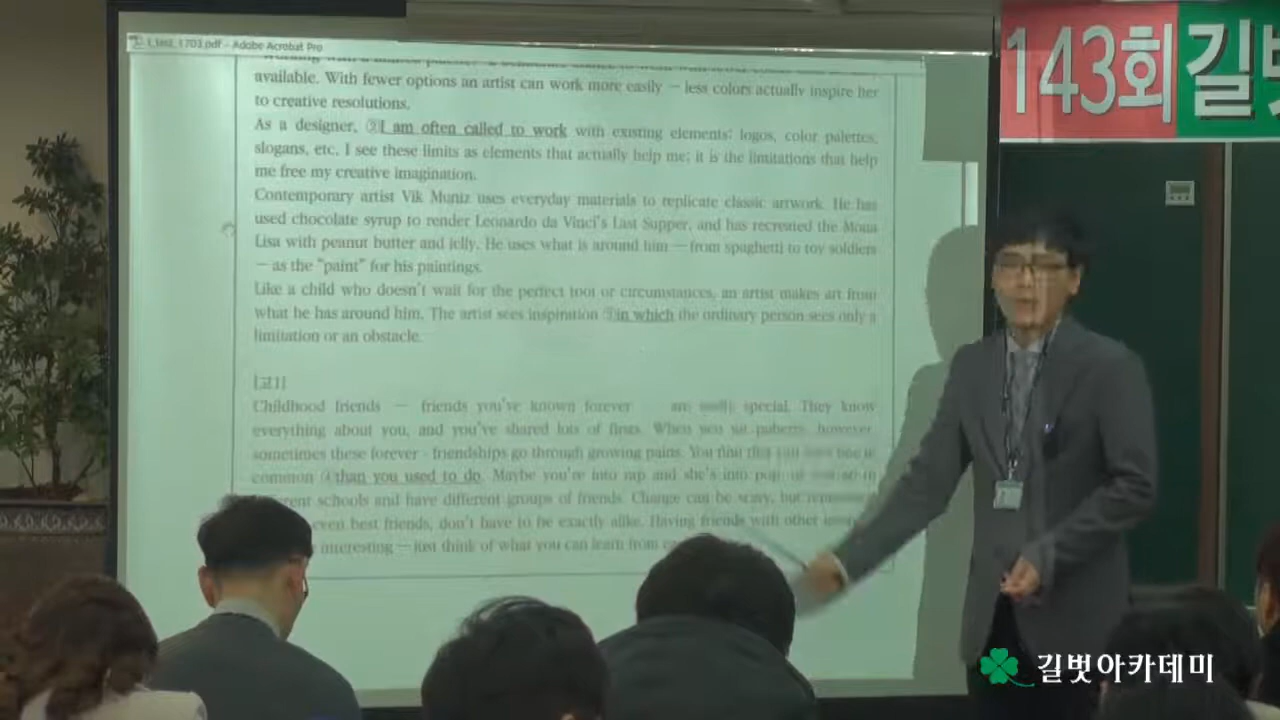 t_test_1703.pdf - Adobe Acrobat Pro
143회 길벗
available. With fewer options an artist can work more easily — less colors actually inspire her
to creative resolutions.
As a designer, ②I am often called to work with existing elements: logos, color palettes,
slogans, etc. I see these limits as elements that actually help me; it is the limitations that help
me free my creative imagination.
Contemporary artist Vik Muniz uses everyday materials to replicate classic artwork. He has
used chocolate syrup to render Leonardo da Vinci's Last Supper, and has recreated the Mona
Lisa with peanut butter and jelly. He uses what is around him — from spaghetti to toy soldiers
— as the "paint" for his paintings.
Like a child who doesn't wait for the perfect tool or circumstances, an artist makes art from
what he has around him. The artist sees inspiration ③in which the ordinary person sees only a
limitation or an obstacle.
Childhood friends — friends you've known forever are really special. They know
everything about you, and you've shared lots of firsts. When you hit puberty, however,
sometimes these forever - friendships go through growing pains. You find that
common ④than you used to do. Maybe you're into rap and she's into pop
schools and have different groups of friends. Change can be scary, but
even best friends, don't have to be exactly alike. Having friends with other
interesting — just think of what you can learn from
길벗아카데미